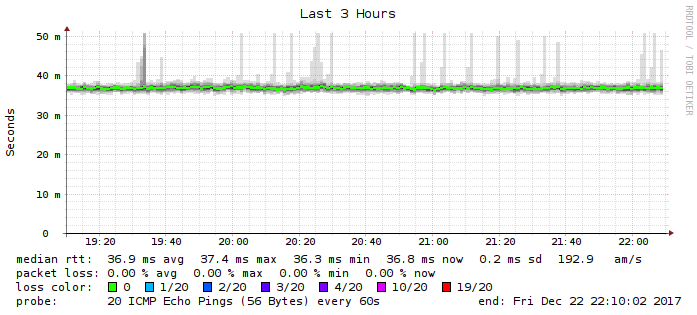 Last 3 Hours
RRDTOOL / TOBI OETIKER
Seconds
50 m
40 m
30 m
20 m
10 m
0
19:20 19:40 20:00 20:20 20:40 21:00 21:20 21:40 22:00
median rtt: 36.9 ms avg 37.4 ms max 36.3 ms min 36.8 ms now 0.2 ms sd 192.9 am/s
packet loss: 0.00 % avg 0.00 % max 0.00 % min 0.00 % now
loss color: 0 1/20 2/20 3/20 4/20 10/20 19/20
probe: 20 ICMP Echo Pings (56 Bytes) every 60s end: Fri Dec 22 22:10:02 2017